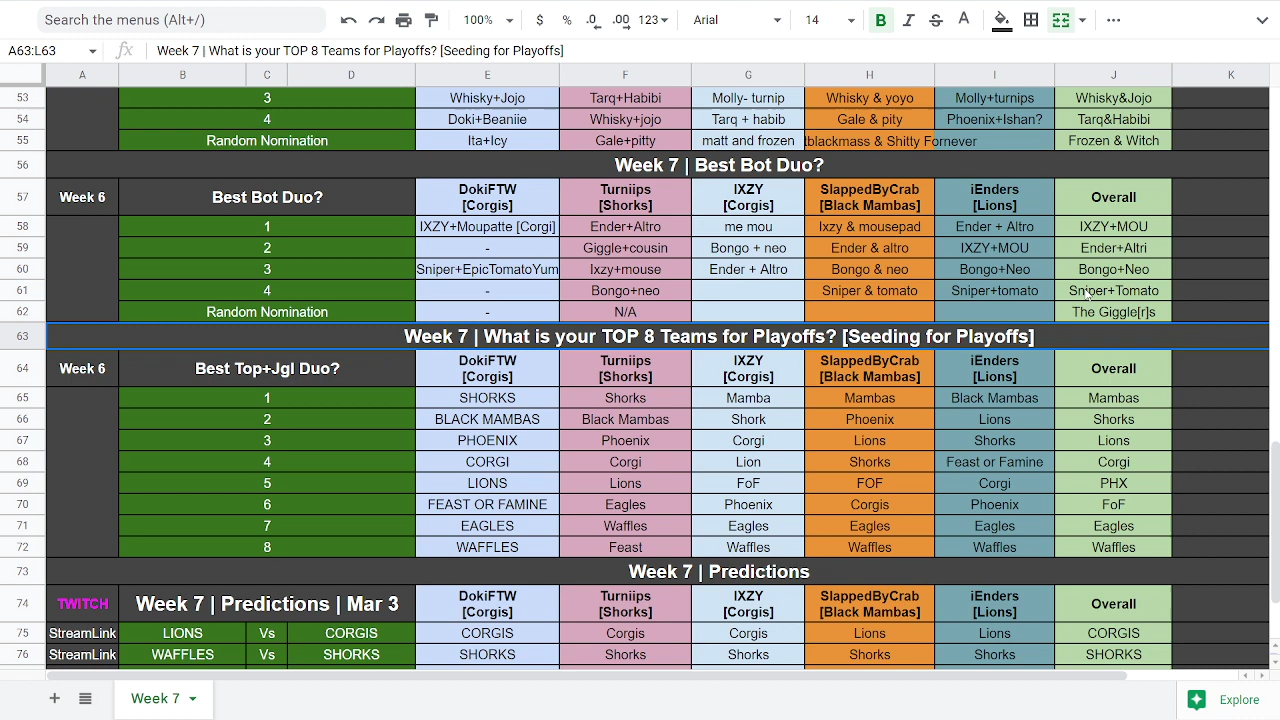 Search the menus (Alt+/) 100% $ % .0 .00 123 Arial 14 B I S A
A63:L63 fx Week 7 | What is your TOP 8 Teams for Playoffs? [Seeding for Playoffs]
A B C D E F G H I J K
53 3 Whisky+Jojo Tarq+Habibi Molly- turnip Whisky & yoyo Molly+turnips Whisky&Jojo
54 4 Doki+Beaniie Whisky+jojo Tarq + habib Gale & pity Phoenix+Ishan? Tarq&Habibi
55 Random Nomination Ita+Icy Gale+pitty matt and frozen tblackmass & Shitty Fornever Frozen & Witch
56 Week 7 | Best Bot Duo?
57 Week 6 Best Bot Duo? DokiFTW [Corgis] Turniips [Shorks] IXZY [Corgis] SlappedByCrab [Black Mambas] iEnders [Lions] Overall
58 1 IXZY+Moupatte [Corgi] Ender+Altro me mou Ixzy & mousepad Ender + Altro IXZY+MOU
59 2 - Giggle+cousin Bongo + neo Ender & altro IXZY+MOU Ender+Altri
60 3 Sniper+EpicTomatoYum Ixzy+mouse Ender + Altro Bongo & neo Bongo+Neo Bongo+Neo
61 4 - Bongo+neo Sniper & tomato Sniper+tomato Sniper+Tomato
62 Random Nomination - N/A The Giggle[r]s
63 Week 7 | What is your TOP 8 Teams for Playoffs? [Seeding for Playoffs]
64 Week 6 Best Top+Jgl Duo? DokiFTW [Corgis] Turniips [Shorks] IXZY [Corgis] SlappedByCrab [Black Mambas] iEnders [Lions] Overall
65 1 SHORKS Shorks Mamba Mambas Black Mambas Mambas
66 2 BLACK MAMBAS Black Mambas Shork Phoenix Lions Shorks
67 3 PHOENIX Phoenix Corgi Lions Shorks Lions
68 4 CORGI Corgi Lion Shorks Feast or Famine Corgi
69 5 LIONS Lions FoF FOF Corgi PHX
70 6 FEAST OR FAMINE Eagles Phoenix Corgis Phoenix FoF
71 7 EAGLES Waffles Eagles Eagles Eagles Eagles
72 8 WAFFLES Feast Waffles Waffles Waffles Waffles
73 Week 7 | Predictions
74 TWITCH Week 7 | Predictions | Mar 3 DokiFTW [Corgis] Turniips [Shorks] IXZY [Corgis] SlappedByCrab [Black Mambas] iEnders [Lions] Overall
75 StreamLink LIONS Vs CORGIS CORGIS Corgis Corgis Lions Lions CORGIS
76 StreamLink WAFFLES Vs SHORKS SHORKS Shorks Shorks Shorks Shorks SHORKS
Week 7 Explore